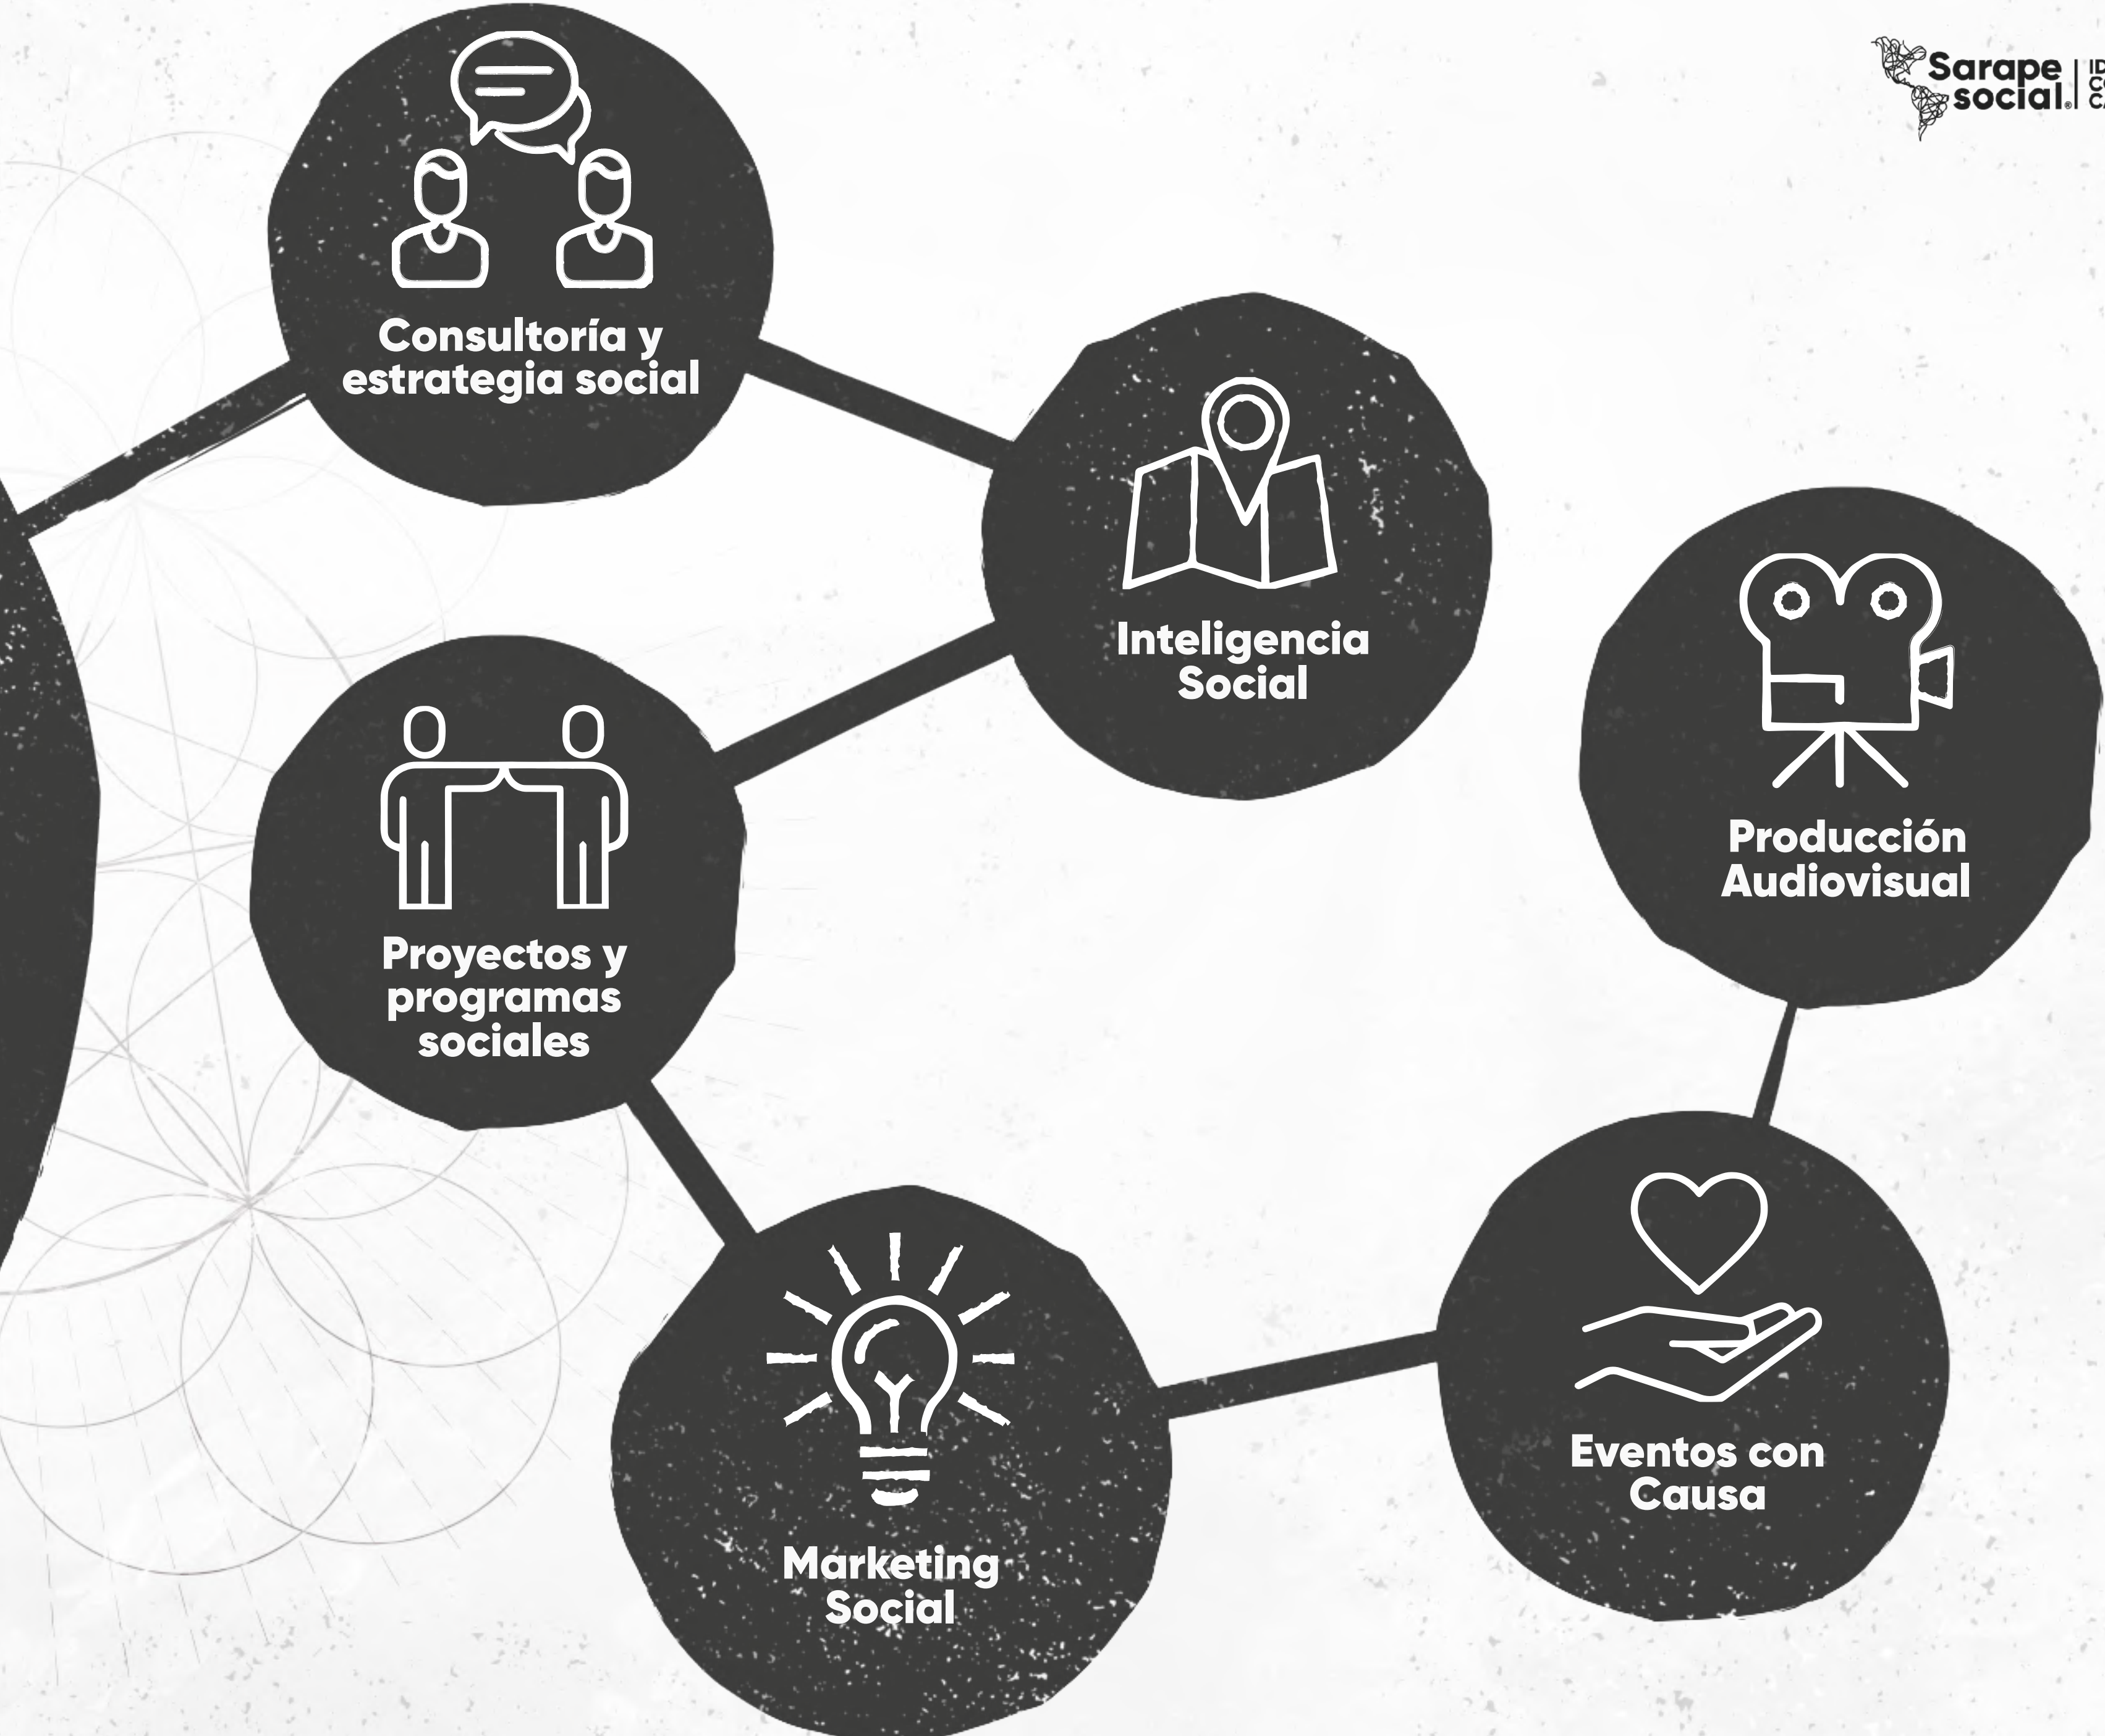 Sarape
social®
Consultoría y
estrategia social
Inteligencia
Social
Producción
Audiovisual
Proyectos y
programas
sociales
Eventos con
Causa
Marketing
Social